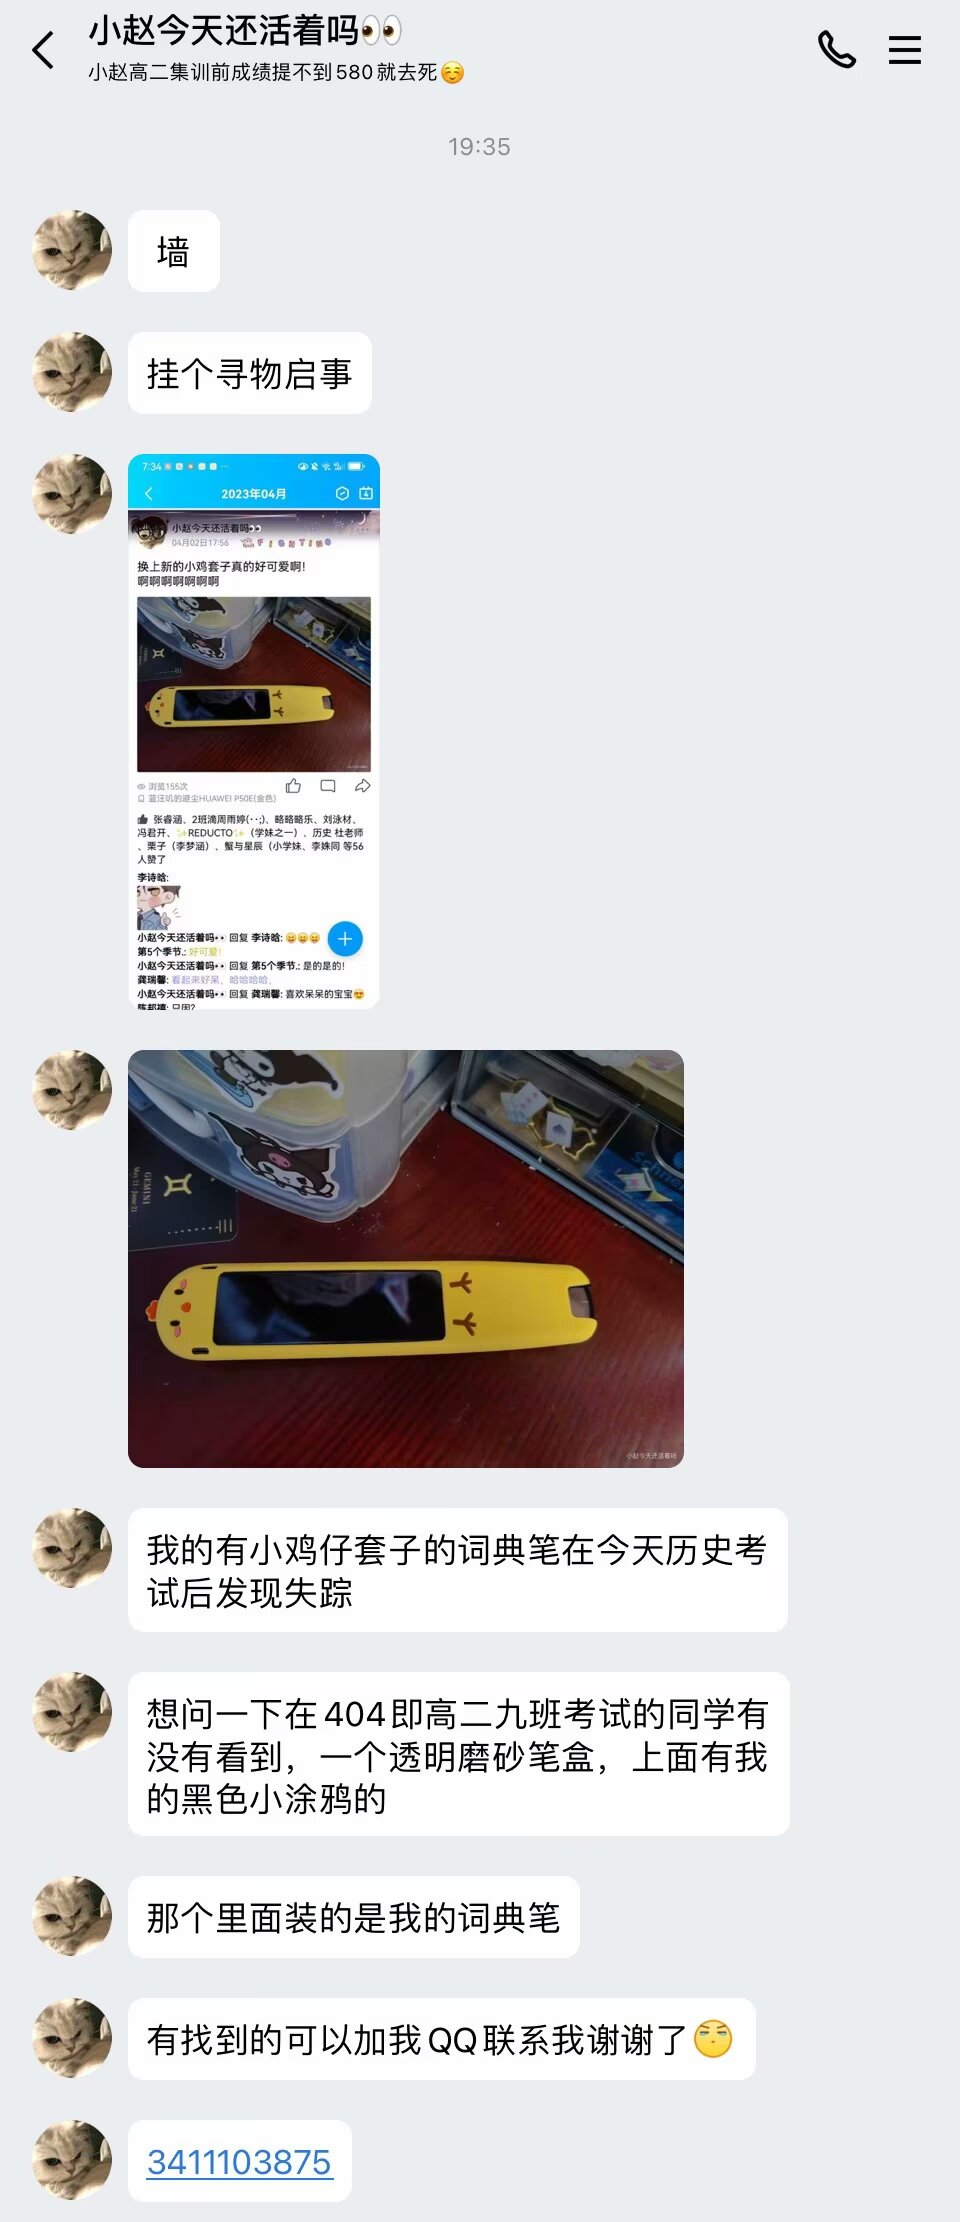 小赵今天还活着吗👀
小赵高二集训前成绩提不到580就去死☺️
19:35
墙
挂个寻物启事
7:34
2023年04月
小赵今天还活着吗👀
04月02日17:56
FIGHTING
换上新的小鸡套子真的好可爱啊!
啊啊啊啊啊啊啊
浏览155次
蓝汪叽的避尘HUAWEI P50E(金色)
张睿涵、2班滴周雨婷(･･;)、略略略乐、刘泳材、
冯君开、✨REDUCTO✨（学妹之一）、历史 杜老师
、栗子（李梦涵）、蟹与星辰（小学妹、李姝同 等56
人赞了
李诗晗:
小赵今天还活着吗👀 回复 李诗晗: 😝😝😝
第5个季节.: 好可爱!
小赵今天还活着吗👀 回复 第5个季节.: 是的是的!
龚瑞馨: 看起来好呆，哈哈哈哈,
小赵今天还活着吗👀 回复 龚瑞馨: 喜欢呆呆的宝宝😍
GEMINI
小赵今天还活着吗
我的有小鸡仔套子的词典笔在今天历史考
试后发现失踪
想问一下在404即高二九班考试的同学有
没有看到，一个透明磨砂笔盒，上面有我
的黑色小涂鸦的
那个里面装的是我的词典笔
有找到的可以加我QQ联系我谢谢了
3411103875